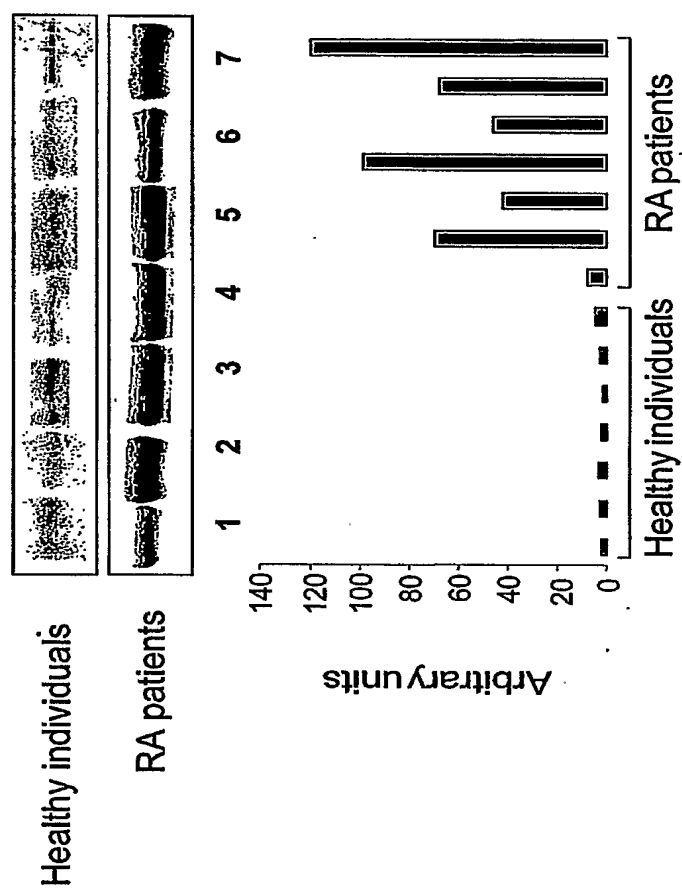 Healthy individuals
RA patients
1 2 3 4 5 6 7
Arbitrary units
140
120
100
80
60
40
20
0
Healthy individuals RA patients